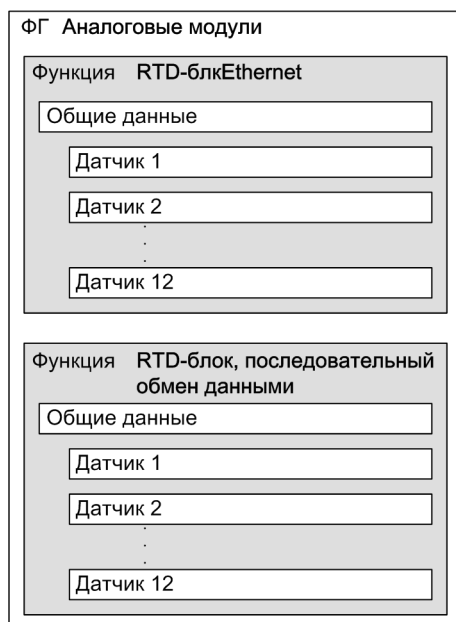 ФГ Аналоговые модули
Функция RTD-блкEthernet
Общие данные
Датчик 1
Датчик 2
.
.
.
Датчик 12
Функция RTD-блок, последовательный
обмен данными
Общие данные
Датчик 1
Датчик 2
.
.
.
Датчик 12